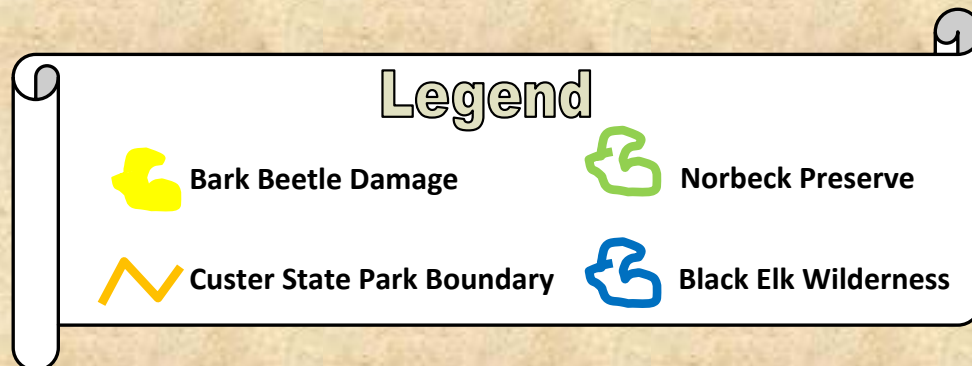 Legend
Bark Beetle Damage
Norbeck Preserve
Custer State Park Boundary
Black Elk Wilderness